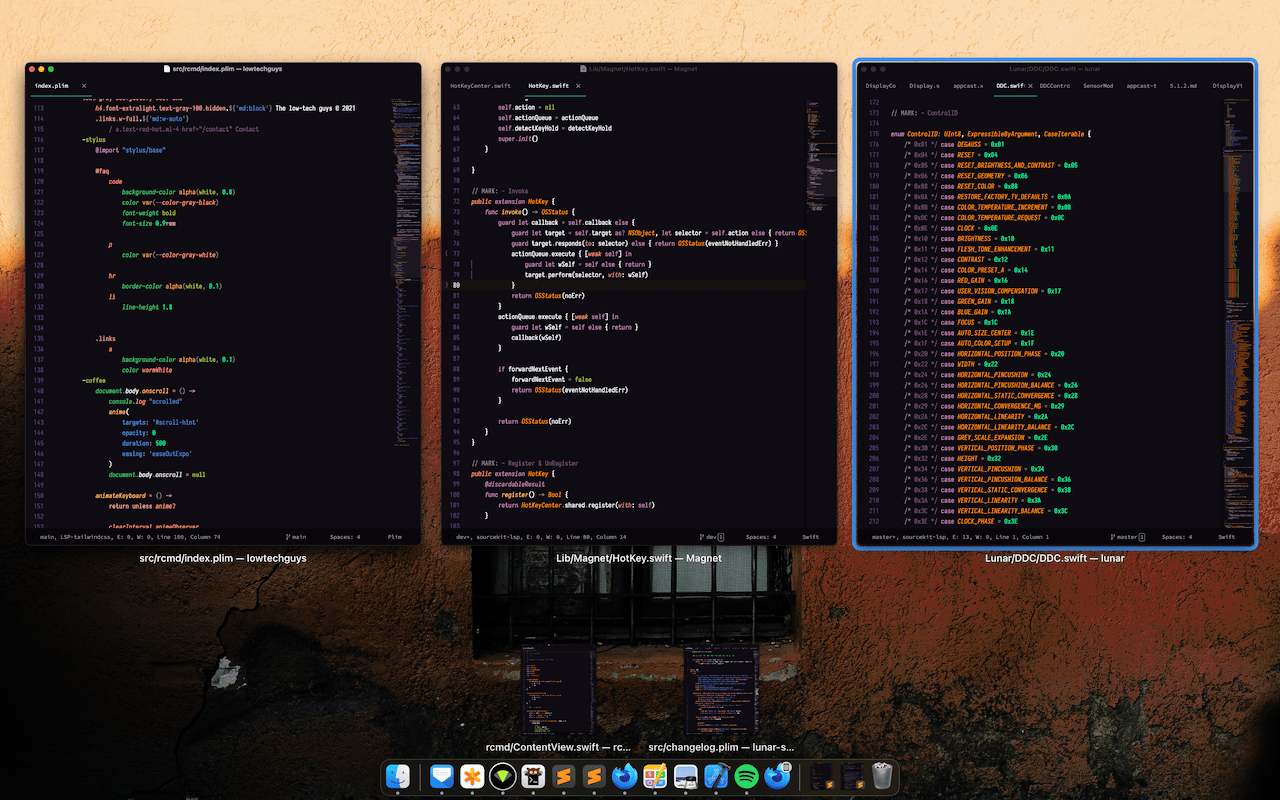 src/rcmd/index.plim — lowtechguys
index.plim ×
113 h4.font-extralight.text-gray-100.hidden.${'md:block'} The low-tech guys © 2021
114 .links.w-full.${'md:w-auto'}
115 / a.text-red-hot.ml-4 href="/contact" Contact
116 -stylus
117 @import "stylus/base"
118
119 #faq
120 code
121 background-color alpha(white, 0.8)
122 color var(--color-gray-black)
123 font-weight bold
124 font-size 0.9rem
125
126 p
127 color var(--color-gray-white)
128
129 hr
130 border-color alpha(white, 0.1)
131 li
132 line-height 1.8
133
134
135 .links
136 a
137 background-color alpha(white, 0.1)
138 color warmWhite
139 -coffee
140 document.body.onscroll = () ->
141 console.log "scrolled"
142 anime(
143 targets: '#scroll-hint'
144 opacity: 0
145 duration: 500
146 easing: 'easeOutExpo'
147 )
148 document.body.onscroll = null
149
150 animateKeyboard = () ->
151 return unless anime?
152
153 clearInterval animeObserver
main, LSP-tailwindcss, E: 0, W: 0, Line 100, Column 74 main Spaces: 4 Plim
src/rcmd/index.plim — lowtechguys
Lib/Magnet/HotKey.swift — Magnet
HotKeyCenter.swift HotKey.swift ×
63 self.action = nil
64 self.actionQueue = actionQueue
65 self.detectKeyHold = detectKeyHold
66 super.init()
67 }
68
69 }
70
71 // MARK: - Invoke
72 public extension HotKey {
73 func invoke() -> OSStatus {
74 guard let callback = self.callback else {
75 guard let target = self.target as? NSObject, let selector = self.action else { return OS
76 guard target.responds(to: selector) else { return OSStatus(eventNotHandledErr) }
77 actionQueue.execute { [weak self] in
78 guard let wSelf = self else { return }
79 target.perform(selector, with: wSelf)
80 }
81 return OSStatus(noErr)
82 }
83 actionQueue.execute { [weak self] in
84 guard let wSelf = self else { return }
85 callback(wSelf)
86 }
87
88 if forwardNextEvent {
89 forwardNextEvent = false
90 return OSStatus(eventNotHandledErr)
91 }
92
93 return OSStatus(noErr)
94 }
95 }
96
97 // MARK: - Register & UnRegister
98 public extension HotKey {
99 @discardableResult
100 func register() -> Bool {
101 return HotKeyCenter.shared.register(with: self)
102 }
103
dev*, sourcekit-lsp, E: 0, W: 0, Line 80, Column 14 dev 1 Spaces: 4 Swift
Lib/Magnet/HotKey.swift — Magnet
Lunar/DDC/DDC.swift — lunar
DisplayCo Display.s appcast.x DDC.swif × DDCContro SensorMod appcast-t 5.1.2.md DisplayVi
172
173 // MARK: - ControlID
174
175 enum ControlID: UInt8, ExpressibleByArgument, CaseIterable {
176 /* 0x01 */ case DEGAUSS = 0x01
177 /* 0x04 */ case RESET = 0x04
178 /* 0x05 */ case RESET_BRIGHTNESS_AND_CONTRAST = 0x05
179 /* 0x06 */ case RESET_GEOMETRY = 0x06
180 /* 0x08 */ case RESET_COLOR = 0x08
181 /* 0x0A */ case RESTORE_FACTORY_TV_DEFAULTS = 0x0A
182 /* 0x0B */ case COLOR_TEMPERATURE_INCREMENT = 0x0B
183 /* 0x0C */ case COLOR_TEMPERATURE_REQUEST = 0x0C
184 /* 0x0E */ case CLOCK = 0x0E
185 /* 0x10 */ case BRIGHTNESS = 0x10
186 /* 0x11 */ case FLESH_TONE_ENHANCEMENT = 0x11
187 /* 0x12 */ case CONTRAST = 0x12
188 /* 0x14 */ case COLOR_PRESET_A = 0x14
189 /* 0x16 */ case RED_GAIN = 0x16
190 /* 0x17 */ case USER_VISION_COMPENSATION = 0x17
191 /* 0x18 */ case GREEN_GAIN = 0x18
192 /* 0x1A */ case BLUE_GAIN = 0x1A
193 /* 0x1C */ case FOCUS = 0x1C
194 /* 0x1E */ case AUTO_SIZE_CENTER = 0x1E
195 /* 0x1F */ case AUTO_COLOR_SETUP = 0x1F
196 /* 0x20 */ case HORIZONTAL_POSITION_PHASE = 0x20
197 /* 0x22 */ case WIDTH = 0x22
198 /* 0x24 */ case HORIZONTAL_PINCUSHION = 0x24
199 /* 0x26 */ case HORIZONTAL_PINCUSHION_BALANCE = 0x26
200 /* 0x28 */ case HORIZONTAL_STATIC_CONVERGENCE = 0x28
201 /* 0x29 */ case HORIZONTAL_CONVERGENCE_MG = 0x29
202 /* 0x2A */ case HORIZONTAL_LINEARITY = 0x2A
203 /* 0x2C */ case HORIZONTAL_LINEARITY_BALANCE = 0x2C
204 /* 0x2E */ case GREY_SCALE_EXPANSION = 0x2E
205 /* 0x30 */ case VERTICAL_POSITION_PHASE = 0x30
206 /* 0x32 */ case HEIGHT = 0x32
207 /* 0x34 */ case VERTICAL_PINCUSHION = 0x34
208 /* 0x36 */ case VERTICAL_PINCUSHION_BALANCE = 0x36
209 /* 0x38 */ case VERTICAL_STATIC_CONVERGENCE = 0x38
210 /* 0x3A */ case VERTICAL_LINEARITY = 0x3A
211 /* 0x3C */ case VERTICAL_LINEARITY_BALANCE = 0x3C
212 /* 0x3E */ case CLOCK_PHASE = 0x3E
master*, sourcekit-lsp, E: 13, W: 0, Line 1, Column 1 master 1 Spaces: 4 Swift
Lunar/DDC/DDC.swift — lunar
rcmd/ContentView.swift — rc...
src/changelog.plim — lunar-s...